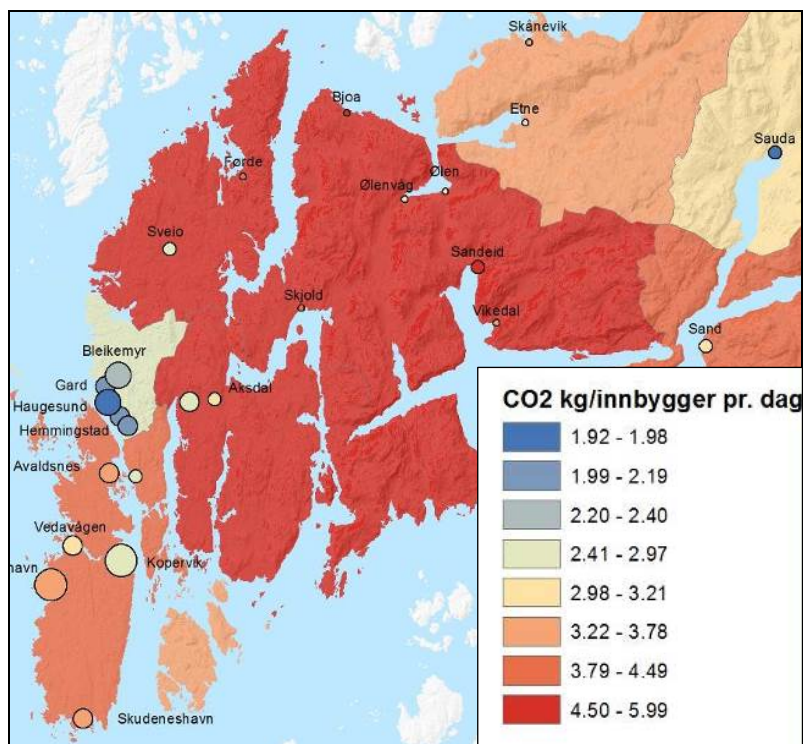 Skånevik
Bjoa
Etne
Sauda
Førde
Ølen
Ølenvåg
Sveio
Sandeid
Skjold
Vikedal
Sand
Bleikemyr
Gard
Aksdal
Haugesund
Hemmingstad
Avaldsnes
Vedavågen
Kopervik
havn
Skudeneshavn
CO2 kg/innbygger pr. dag
1.92 - 1.98
1.99 - 2.19
2.20 - 2.40
2.41 - 2.97
2.98 - 3.21
3.22 - 3.78
3.79 - 4.49
4.50 - 5.99